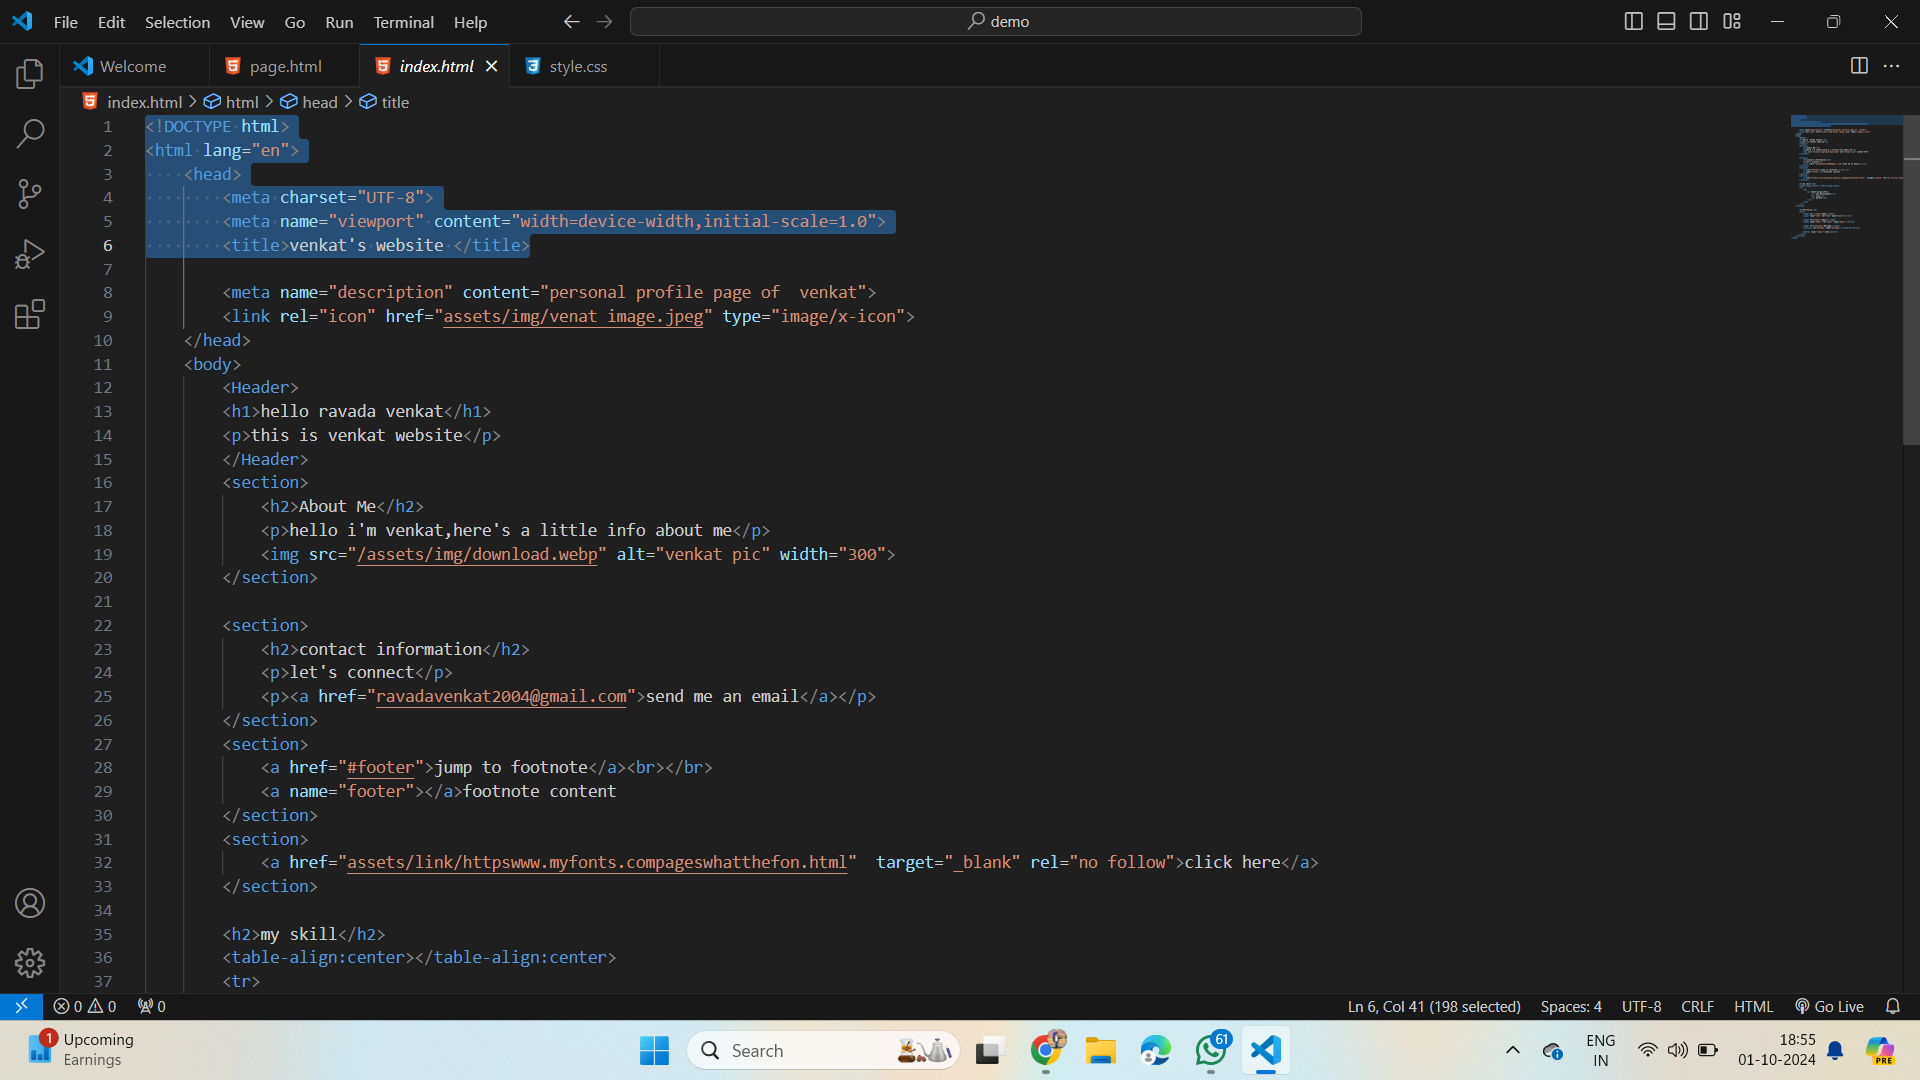 File Edit Selection View Go Run Terminal Help
demo
Welcome
page.html
index.html
style.css
index.html > html > head > title
1 <!DOCTYPE html>
2 <html lang="en">
3 <head>
4 <meta charset="UTF-8">
5 <meta name="viewport" content="width=device-width,initial-scale=1.0">
6 <title>venkat's website </title>
7
8 <meta name="description" content="personal profile page of  venkat">
9 <link rel="icon" href="assets/img/venat image.jpeg" type="image/x-icon">
10 </head>
11 <body>
12 <Header>
13 <h1>hello ravada venkat</h1>
14 <p>this is venkat website</p>
15 </Header>
16 <section>
17 <h2>About Me</h2>
18 <p>hello i'm venkat,here's a little info about me</p>
19 <img src="/assets/img/download.webp" alt="venkat pic" width="300">
20 </section>
21
22 <section>
23 <h2>contact information</h2>
24 <p>let's connect</p>
25 <p><a href="ravadavenkat2004@gmail.com">send me an email</a></p>
26 </section>
27 <section>
28 <a href="#footer">jump to footnote</a><br></br>
29 <a name="footer"></a>footnote content
30 </section>
31 <section>
32 <a href="assets/link/httpswww.myfonts.compageswhatthefon.html"  target="_blank" rel="no follow">click here</a>
33 </section>
34
35 <h2>my skill</h2>
36 <table-align:center></table-align:center>
37 <tr>
0 0 0
Ln 6, Col 41 (198 selected) Spaces: 4 UTF-8 CRLF HTML Go Live
1
Upcoming
Earnings
Search
61
ENG
IN
18:55
01-10-2024
PRE